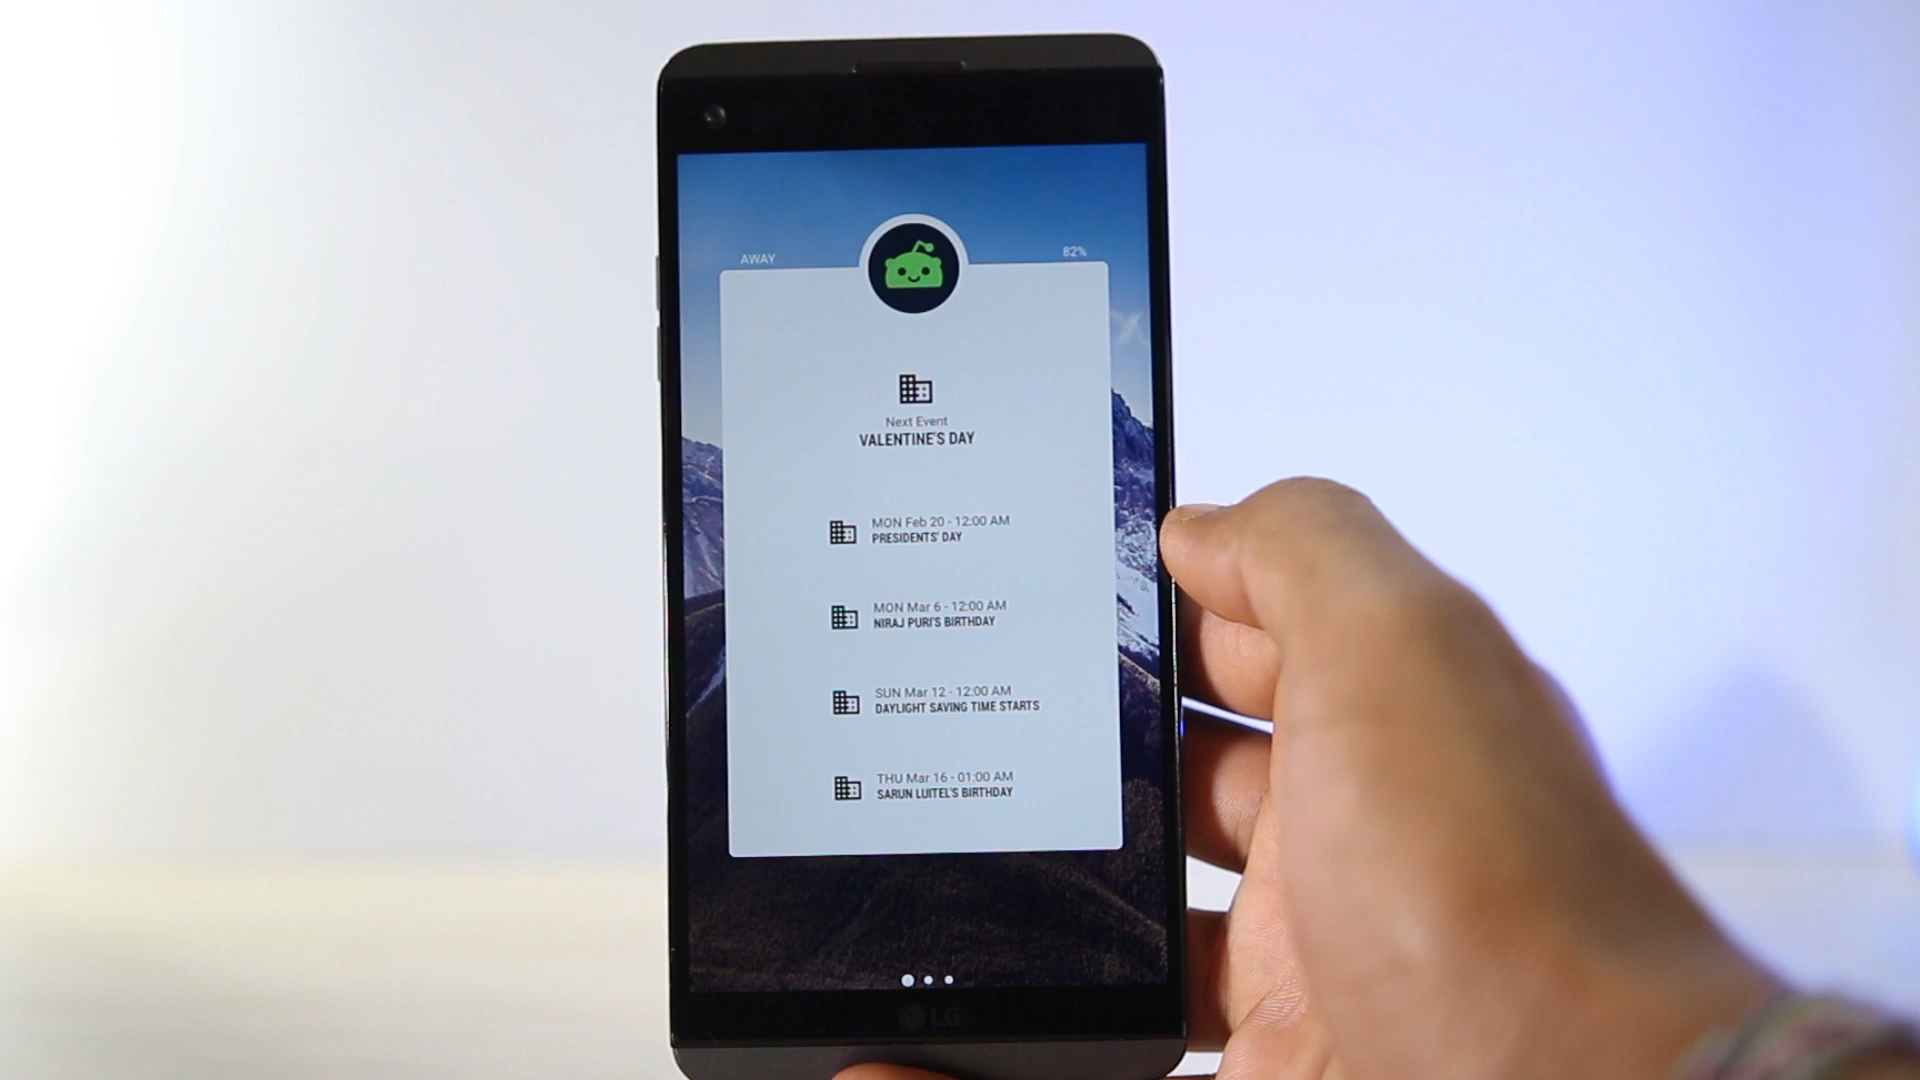 AWAY
82%
Next Event
VALENTINE'S DAY
MON Feb 20 - 12:00 AM
PRESIDENTS' DAY
MON Mar 6 - 12:00 AM
NIRAJ PURI'S BIRTHDAY
SUN Mar 12 - 12:00 AM
DAYLIGHT SAVING TIME STARTS
THU Mar 16 - 01:00 AM
SARUN LUITEL'S BIRTHDAY
LG